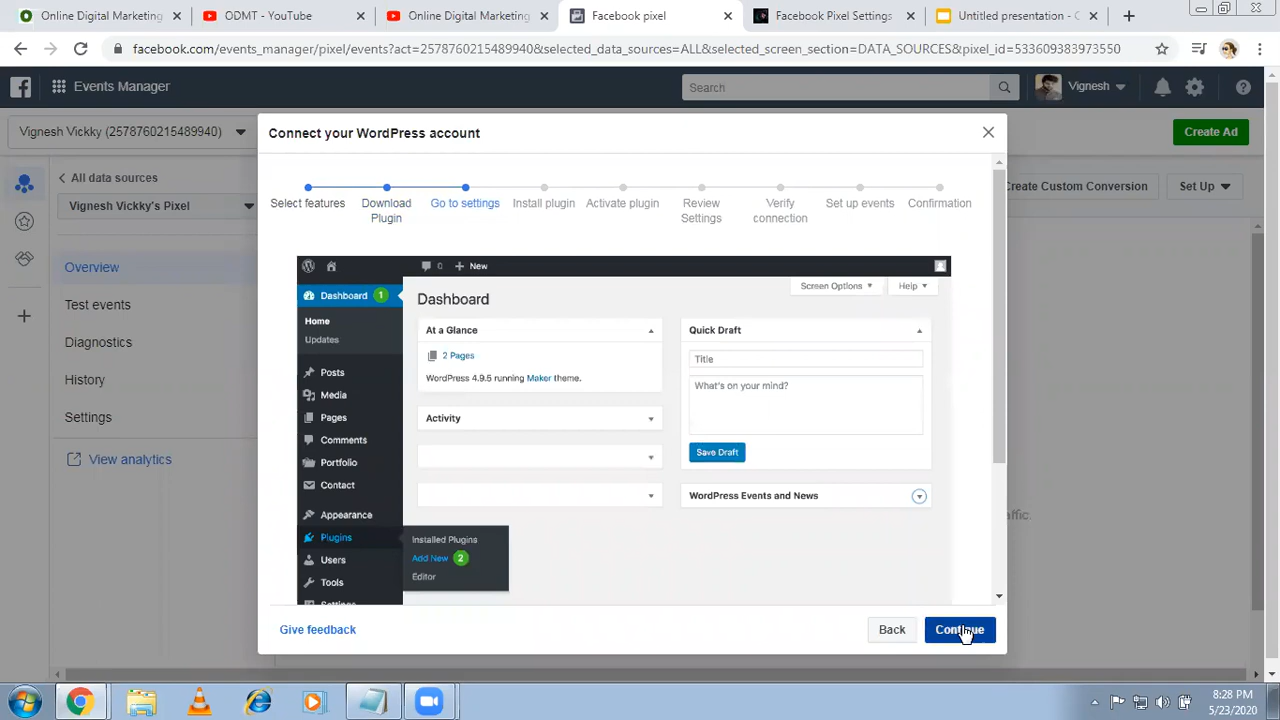 Online Digital Marketing
ODMT - YouTube
Online Digital Marketing
Facebook pixel
Facebook Pixel Settings
Untitled presentation - G
facebook.com/events_manager/pixel/events?act=2578760215489940&selected_data_sources=ALL&selected_screen_section=DATA_SOURCES&pixel_id=533609383973550
Events Manager
Search
Vignesh
Vignesh Vickky (2578760215489940)
Create Ad
All data sources
Vignesh Vickky's Pixel
Create Custom Conversion
Set Up
Overview
Test events
Diagnostics
History
Settings
View analytics
Connect your WordPress account
Select features
Download Plugin
Go to settings
Install plugin
Activate plugin
Review Settings
Verify connection
Set up events
Confirmation
0
New
Dashboard 1
Home
Updates
Posts
Media
Pages
Comments
Portfolio
Contact
Appearance
Plugins
Users
Tools
Settings
Installed Plugins
Add New 2
Editor
Screen Options
Help
Dashboard
At a Glance
2 Pages
WordPress 4.9.5 running Maker theme.
Activity
Quick Draft
Title
What's on your mind?
Save Draft
WordPress Events and News
Give feedback
Back
Continue
8:28 PM
5/23/2020